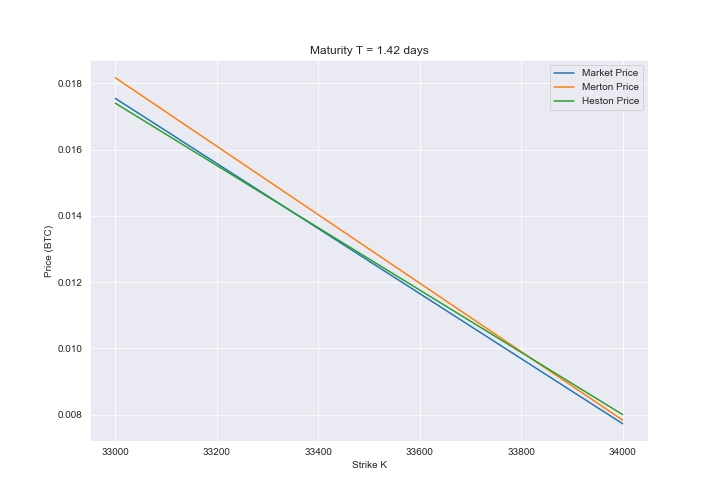 Maturity T = 1.42 days
Market Price
Merton Price
Heston Price
0.018
0.016
0.014
0.012
0.010
0.008
Price (BTC)
33000 33200 33400 33600 33800 34000
Strike K